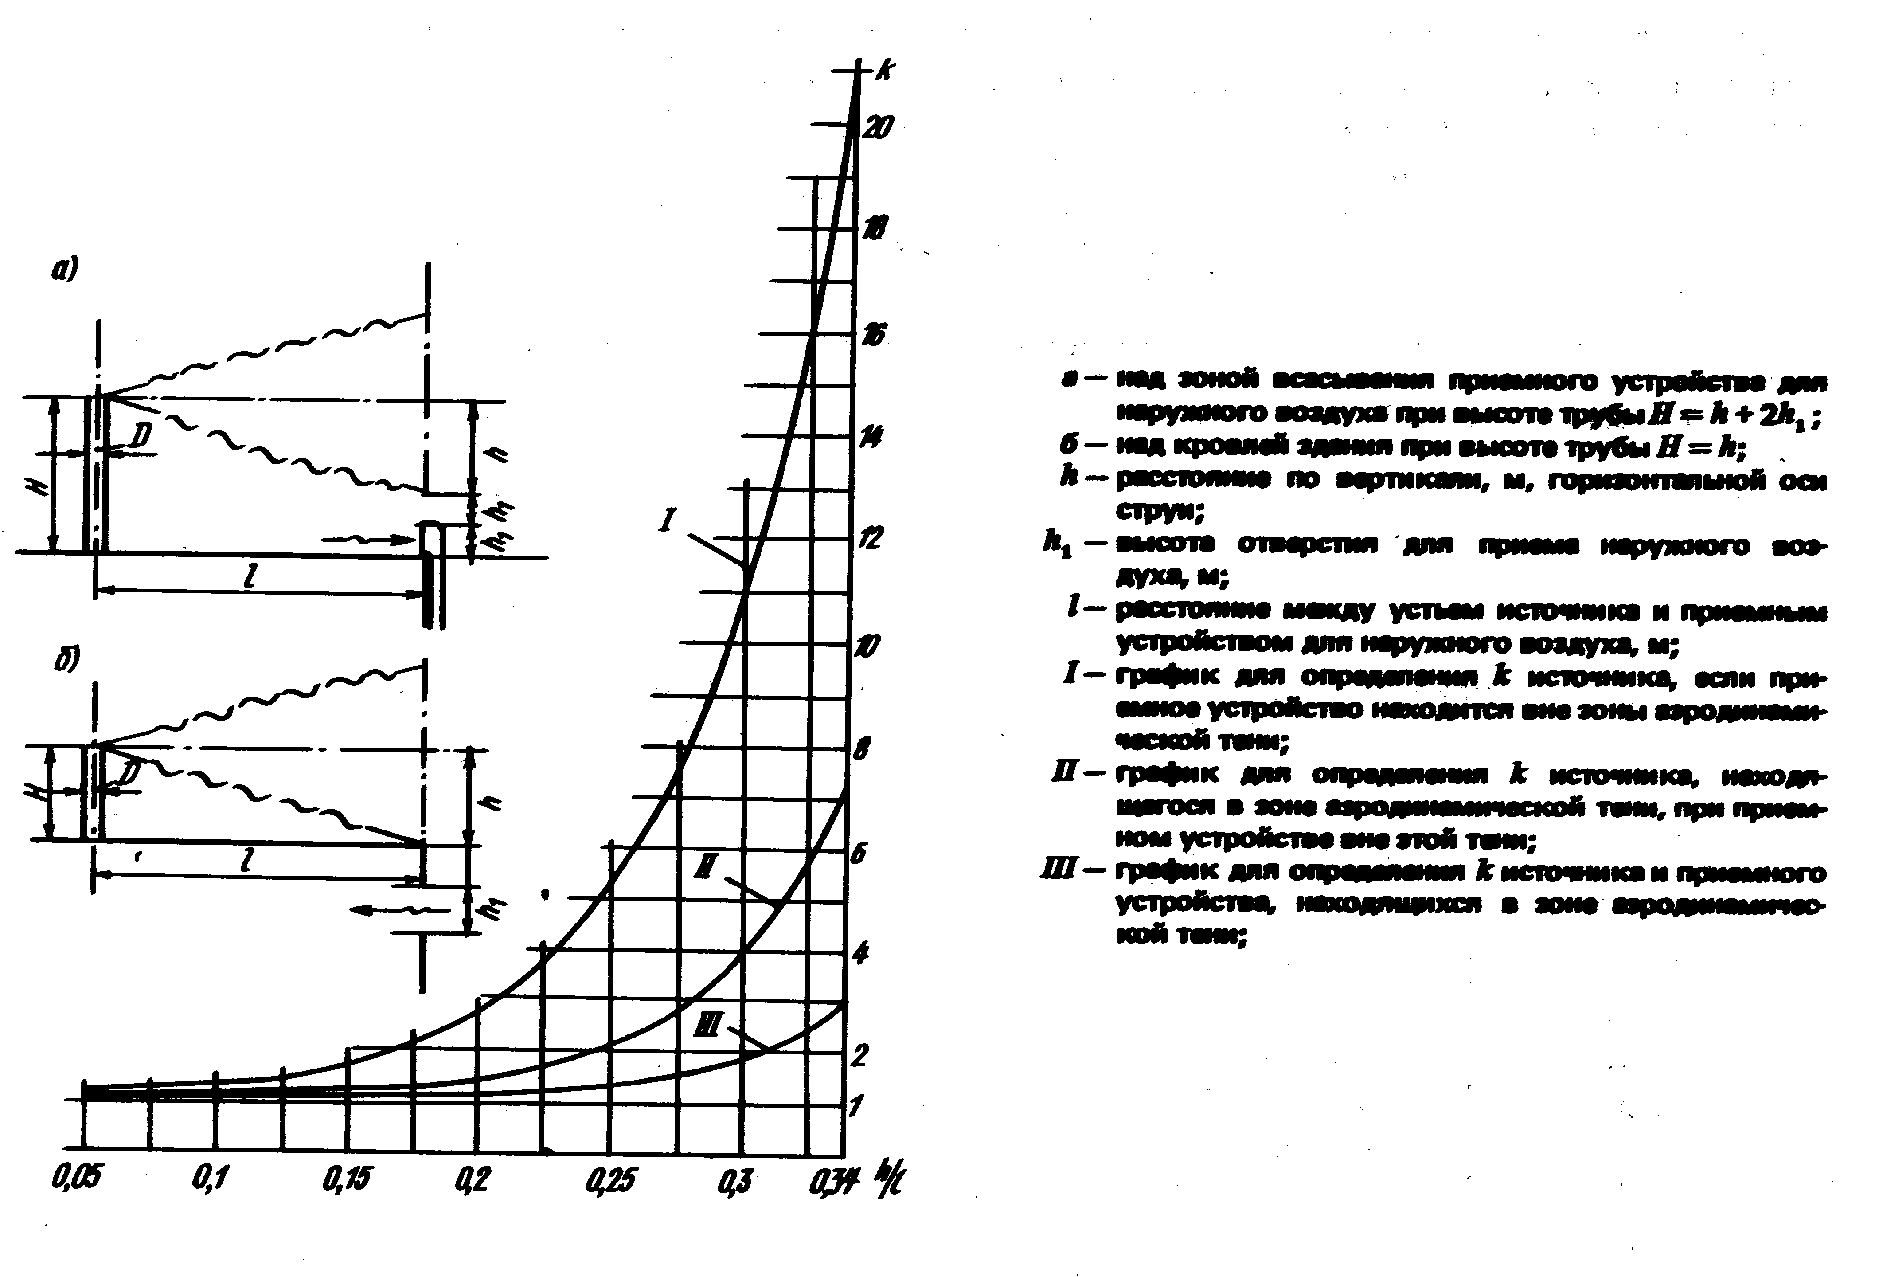 а)
D
H
h
h₁
h₁
l
б)
D
H
h
l
h₁
k
20
18
16
14
12
10
8
6
4
2
1
I
II
III
0,05 0,1 0,15 0,2 0,25 0,3 0,34 h/l
а — над зоной всасывания приемного устройства для
наружного воздуха при высоте трубы H = h + 2h₁ ;
б — над кровлей здания при высоте трубы H = h;
h — расстояние по вертикали, м, горизонтальной оси
струи;
h₁ — высота отверстия для приема наружного воз-
духа, м;
l — расстояние между устьем источника и приемным
устройством для наружного воздуха, м;
I — график для определения k источника, если при-
емное устройство находится вне зоны аэродинами-
ческой тени;
II — график для определения k источника, находя-
щегося в зоне аэродинамической тени, при прием-
ном устройстве вне этой тени;
III — график для определения k источника и приемного
устройства, находящихся в зоне аэродинамичес-
кой тени;